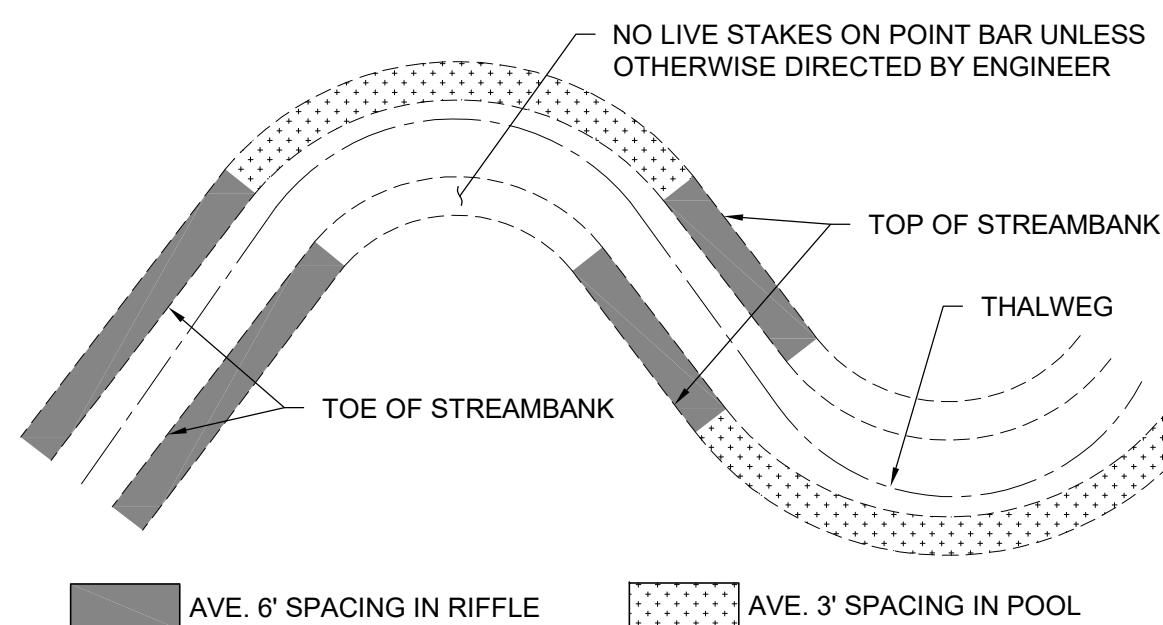 NO LIVE STAKES ON POINT BAR UNLESS
OTHERWISE DIRECTED BY ENGINEER
TOP OF STREAMBANK
THALWEG
TOE OF STREAMBANK
AVE. 6' SPACING IN RIFFLE
AVE. 3' SPACING IN POOL